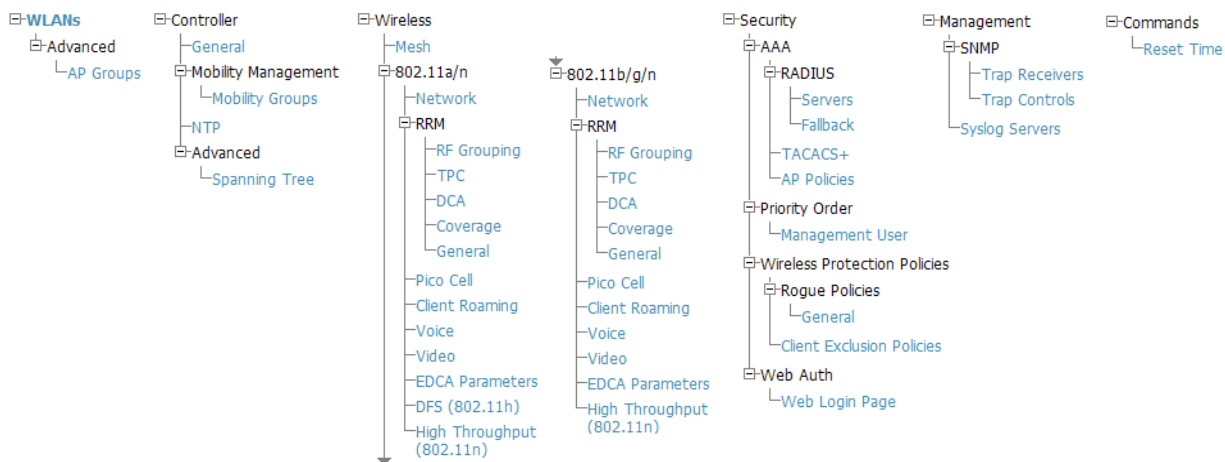 WLANs
Advanced
AP Groups
Controller
General
Mobility Management
Mobility Groups
NTP
Advanced
Spanning Tree
Wireless
Mesh
802.11a/n
Network
RRM
RF Grouping
TPC
DCA
Coverage
General
Pico Cell
Client Roaming
Voice
Video
EDCA Parameters
DFS (802.11h)
High Throughput
(802.11n)
802.11b/g/n
Network
RRM
RF Grouping
TPC
DCA
Coverage
General
Pico Cell
Client Roaming
Voice
Video
EDCA Parameters
High Throughput
(802.11n)
Security
AAA
RADIUS
Servers
Fallback
TACACS+
AP Policies
Priority Order
Management User
Wireless Protection Policies
Rogue Policies
General
Client Exclusion Policies
Web Auth
Web Login Page
Management
SNMP
Trap Receivers
Trap Controls
Syslog Servers
Commands
Reset Time